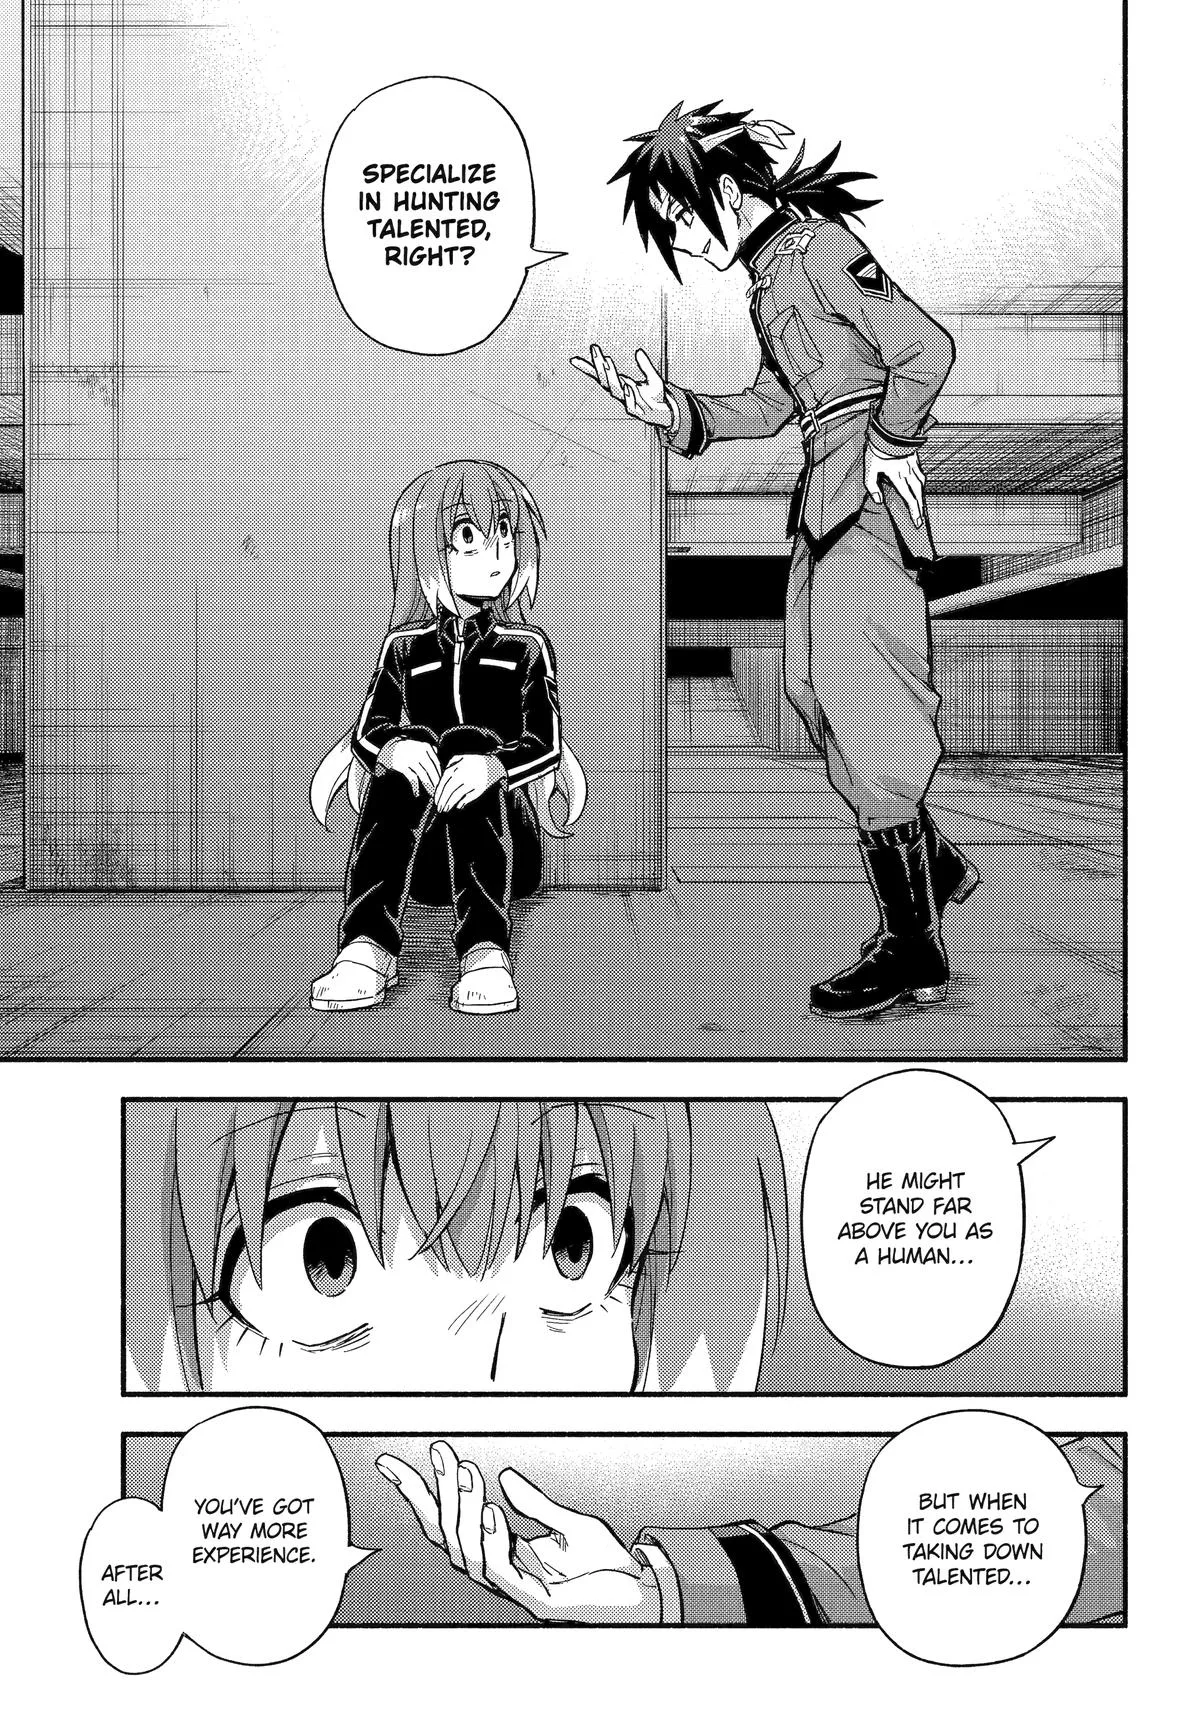 SPECIALIZE
IN HUNTING
TALENTED,
RIGHT?
HE MIGHT
STAND FAR
ABOVE YOU AS
A HUMAN...
BUT WHEN
IT COMES TO
TAKING DOWN
TALENTED...
YOU'VE GOT
WAY MORE
EXPERIENCE.
AFTER
ALL...